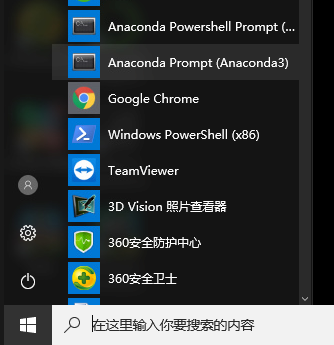 Anaconda Powershell Prompt (...
Anaconda Prompt (Anaconda3)
Google Chrome
Windows PowerShell (x86)
TeamViewer
3D Vision 照片查看器
360安全防护中心
360安全卫士
在这里输入你要搜索的内容